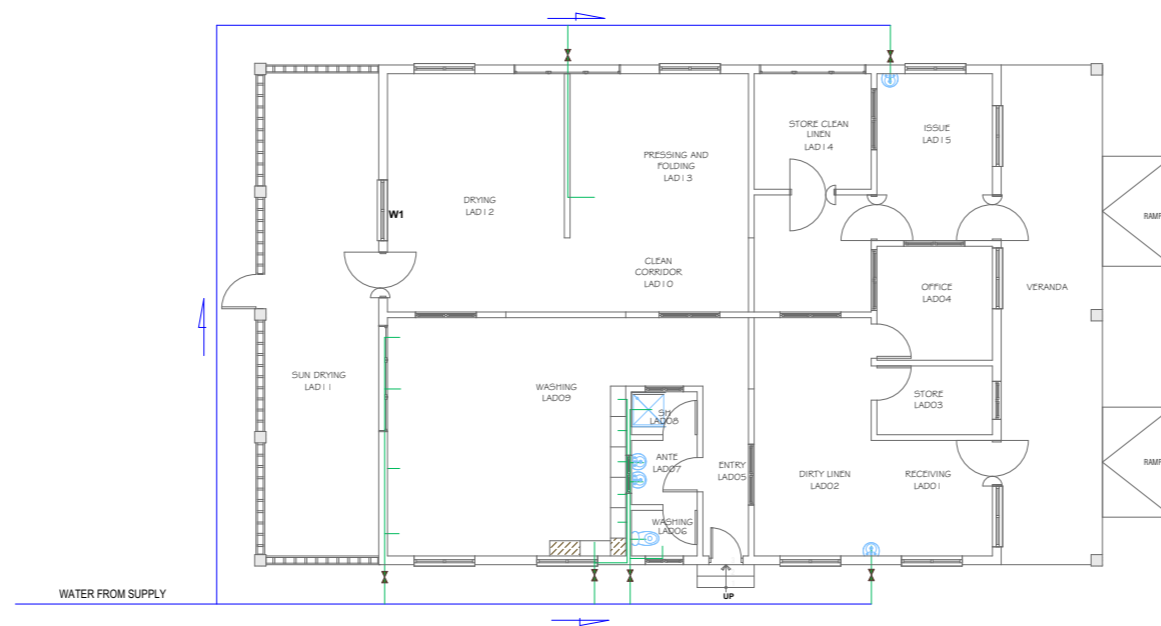 STORE CLEAN
LINEN
LAD14
ISSUE
LAD15
PRESSING AND
FOLDING
LAD13
DRYING
LAD12
W1
RAMP
CLEAN
CORRIDOR
LAD10
OFFICE
LAD04
VERANDA
SUN DRYING
LAD11
WASHING
LAD09
STORE
LAD03
SH
LAD08
ANTE
LAD07
ENTRY
LAD05
DIRTY LINEN
LAD02
RECEIVING
LAD01
RAMP
WASHING
LAD06
WATER FROM SUPPLY
UP